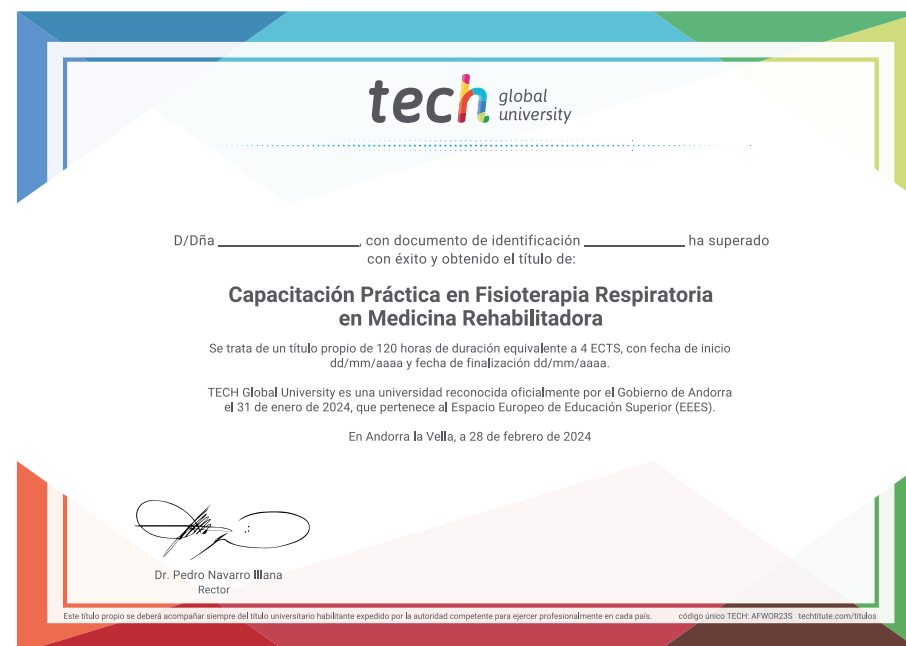 tech global university
D/Dña ______________, con documento de identificación __________ ha superado
con éxito y obtenido el título de:
Capacitación Práctica en Fisioterapia Respiratoria
en Medicina Rehabilitadora
Se trata de un título propio de 120 horas de duración equivalente a 4 ECTS, con fecha de inicio
dd/mm/aaaa y fecha de finalización dd/mm/aaaa.
TECH Global University es una universidad reconocida oficialmente por el Gobierno de Andorra
el 31 de enero de 2024, que pertenece al Espacio Europeo de Educación Superior (EEES).
En Andorra la Vella, a 28 de febrero de 2024
Dr. Pedro Navarro Illana
Rector
Este título propio se deberá acompañar siempre del título universitario habilitante expedido por la autoridad competente para ejercer profesionalmente en cada país. código único TECH: AFWOR23S techtitute.com/titulos